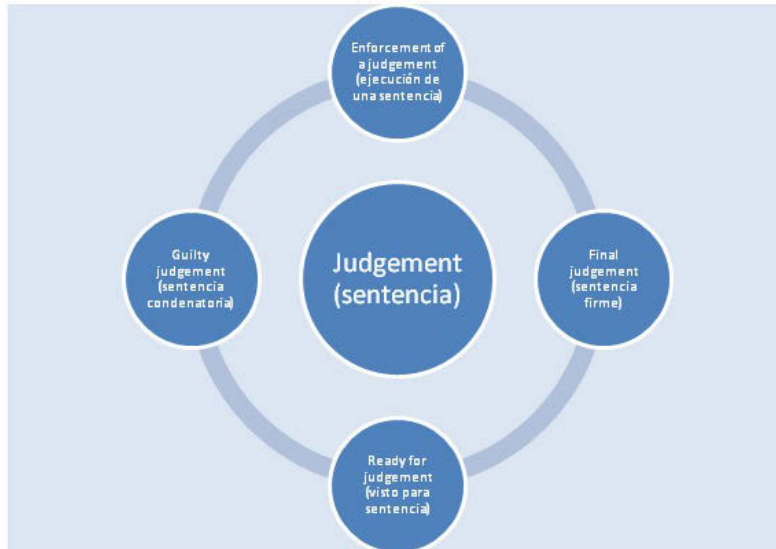 Enforcement of
a judgement
(ejecución de
una sentencia)
Guilty
judgement
(sentencia
condenatoria)
Judgement
(sentencia)
Final
judgement
(sentencia
firme)
Ready for
judgement
(visto para
sentencia)